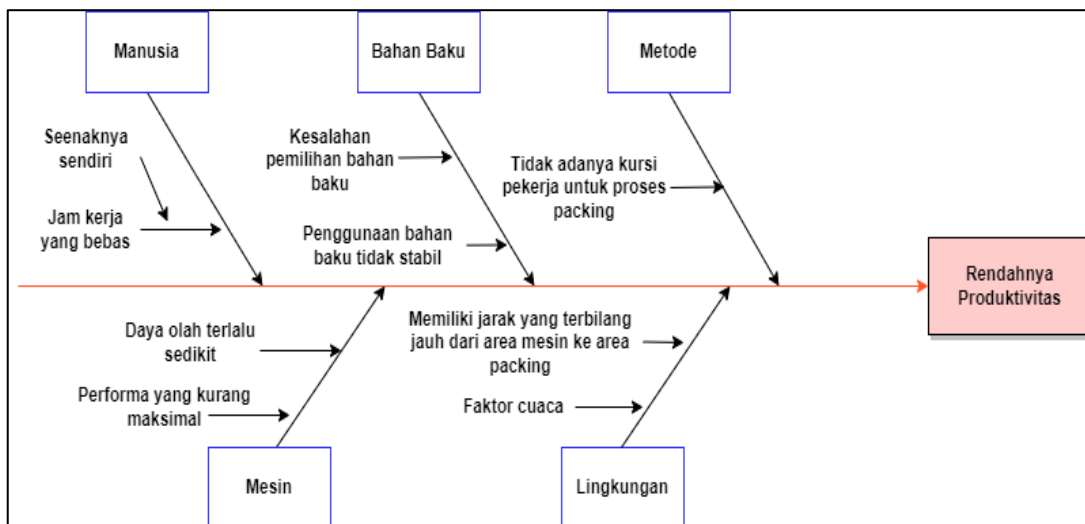 Manusia
Bahan Baku
Metode
Seenaknya
sendiri
Jam kerja
yang bebas
Kesalahan
pemilihan bahan
baku
Penggunaan bahan
baku tidak stabil
Tidak adanya kursi
pekerja untuk proses
packing
Rendahnya
Produktivitas
Daya olah terlalu
sedikit
Performa yang kurang
maksimal
Memiliki jarak yang terbilang
jauh dari area mesin ke area
packing
Faktor cuaca
Mesin
Lingkungan